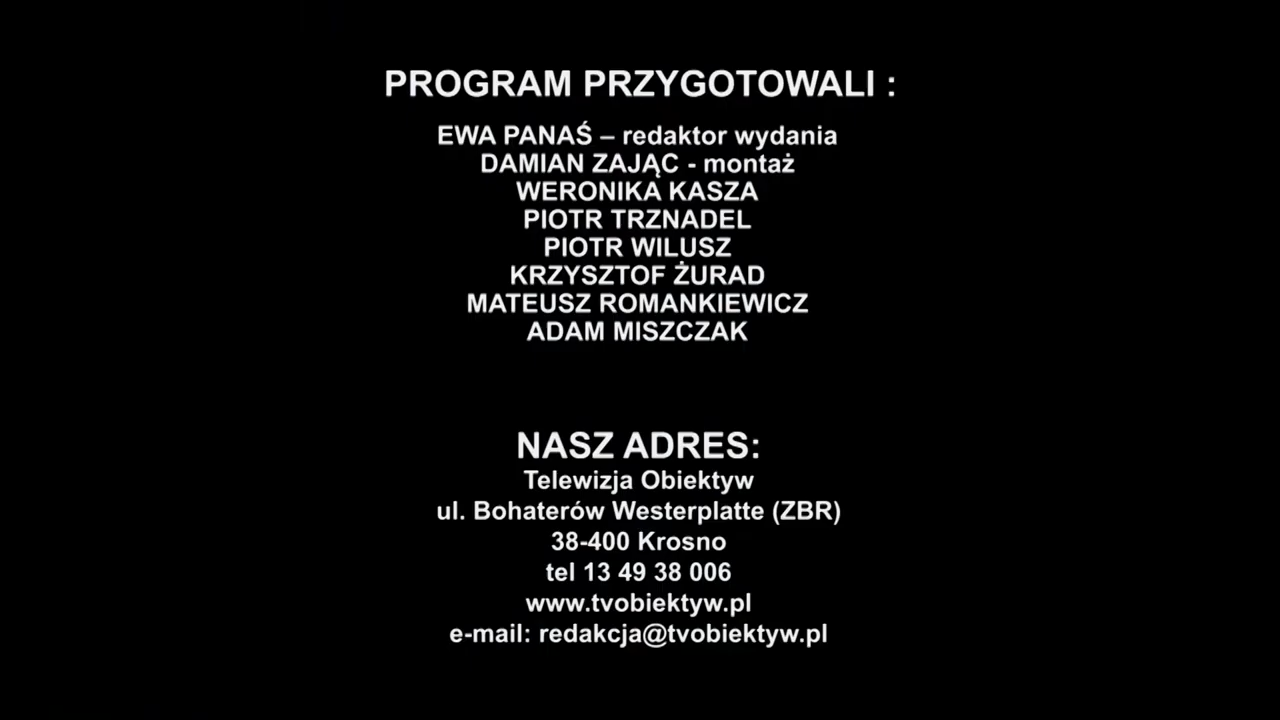 PROGRAM PRZYGOTOWALI :
EWA PANAŚ – redaktor wydania
DAMIAN ZAJĄC - montaż
WERONIKA KASZA
PIOTR TRZNADEL
PIOTR WILUSZ
KRZYSZTOF ŻURAD
MATEUSZ ROMANKIEWICZ
ADAM MISZCZAK
NASZ ADRES:
Telewizja Obiektyw
ul. Bohaterów Westerplatte (ZBR)
38-400 Krosno
tel 13 49 38 006
www.tvobiektyw.pl
e-mail: redakcja@tvobiektyw.pl